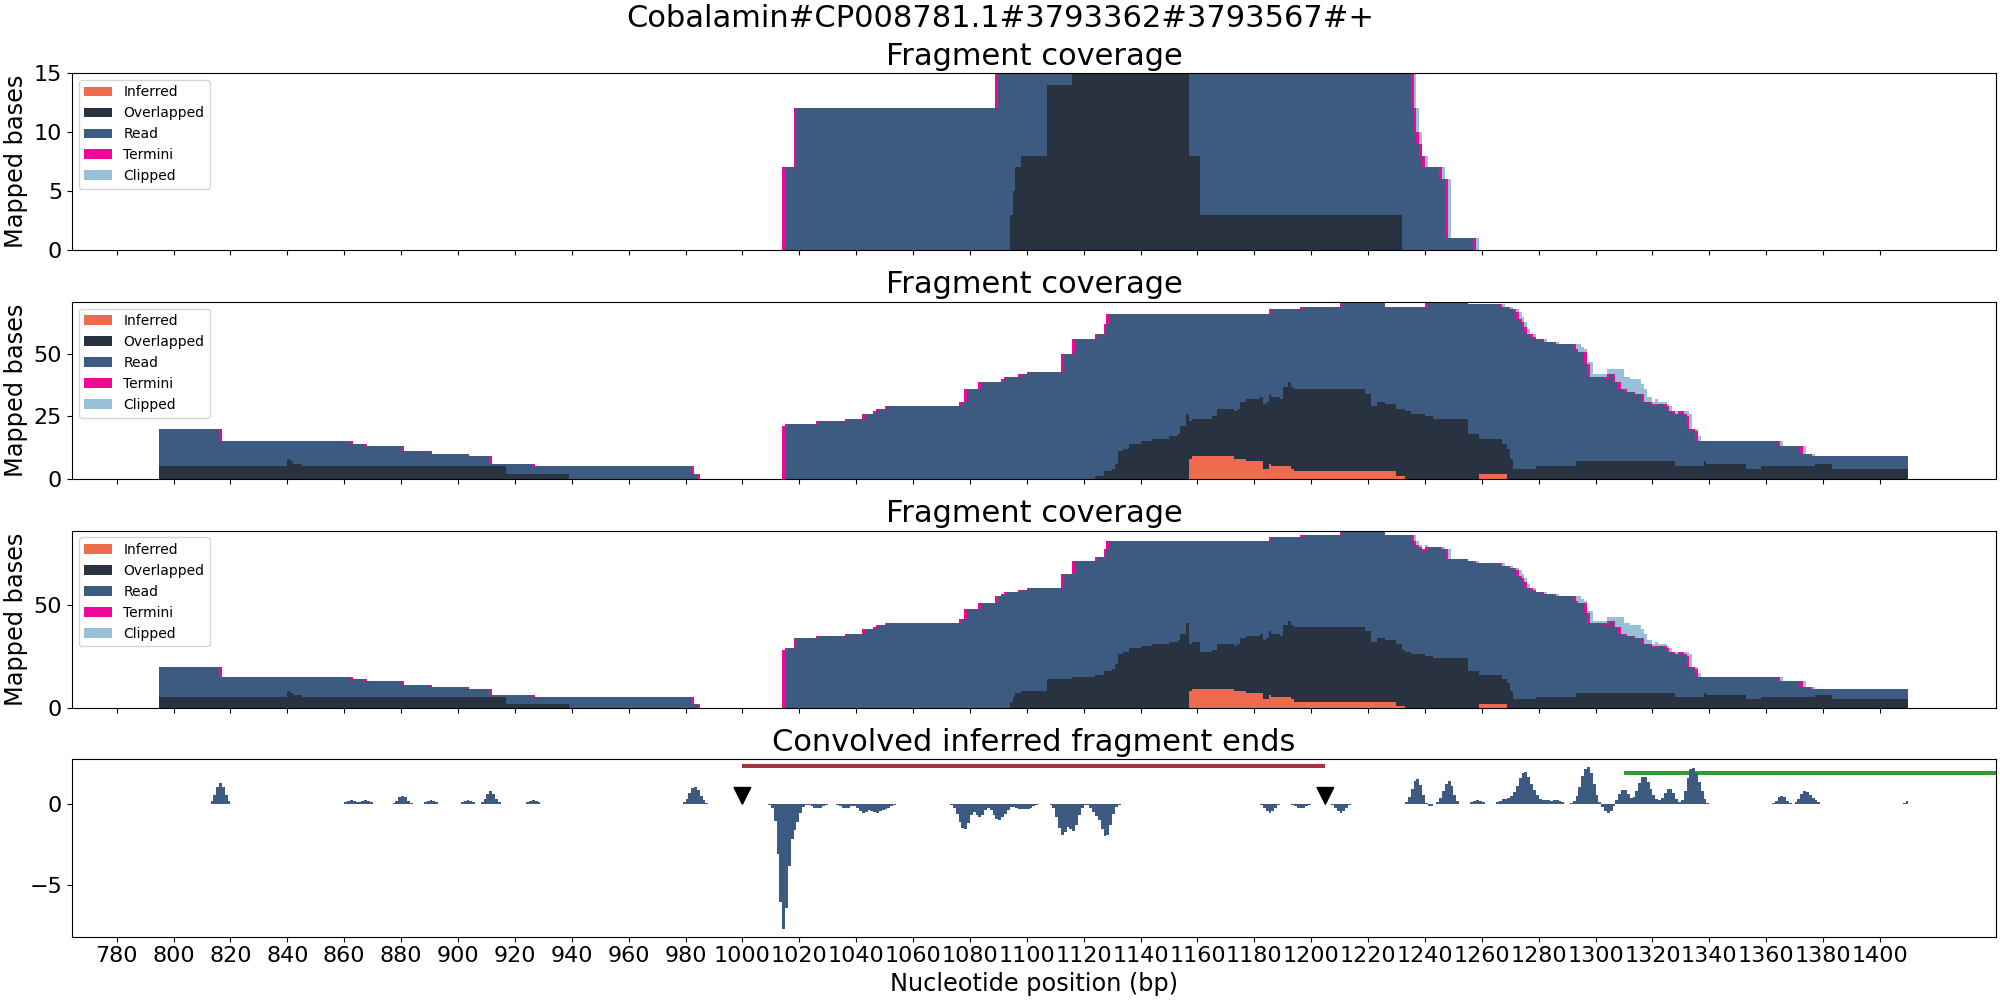 Cobalamin#CP008781.1#3793362#3793567#+
Fragment coverage
Mapped bases
15
10
5
0
Inferred
Overlapped
Read
Termini
Clipped
Fragment coverage
Mapped bases
50
25
0
Inferred
Overlapped
Read
Termini
Clipped
Fragment coverage
Mapped bases
50
0
Inferred
Overlapped
Read
Termini
Clipped
Convolved inferred fragment ends
0
−5
780 800 820 840 860 880 900 920 940 960 980 1000 1020 1040 1060 1080 1100 1120 1140 1160 1180 1200 1220 1240 1260 1280 1300 1320 1340 1360 1380 1400
Nucleotide position (bp)